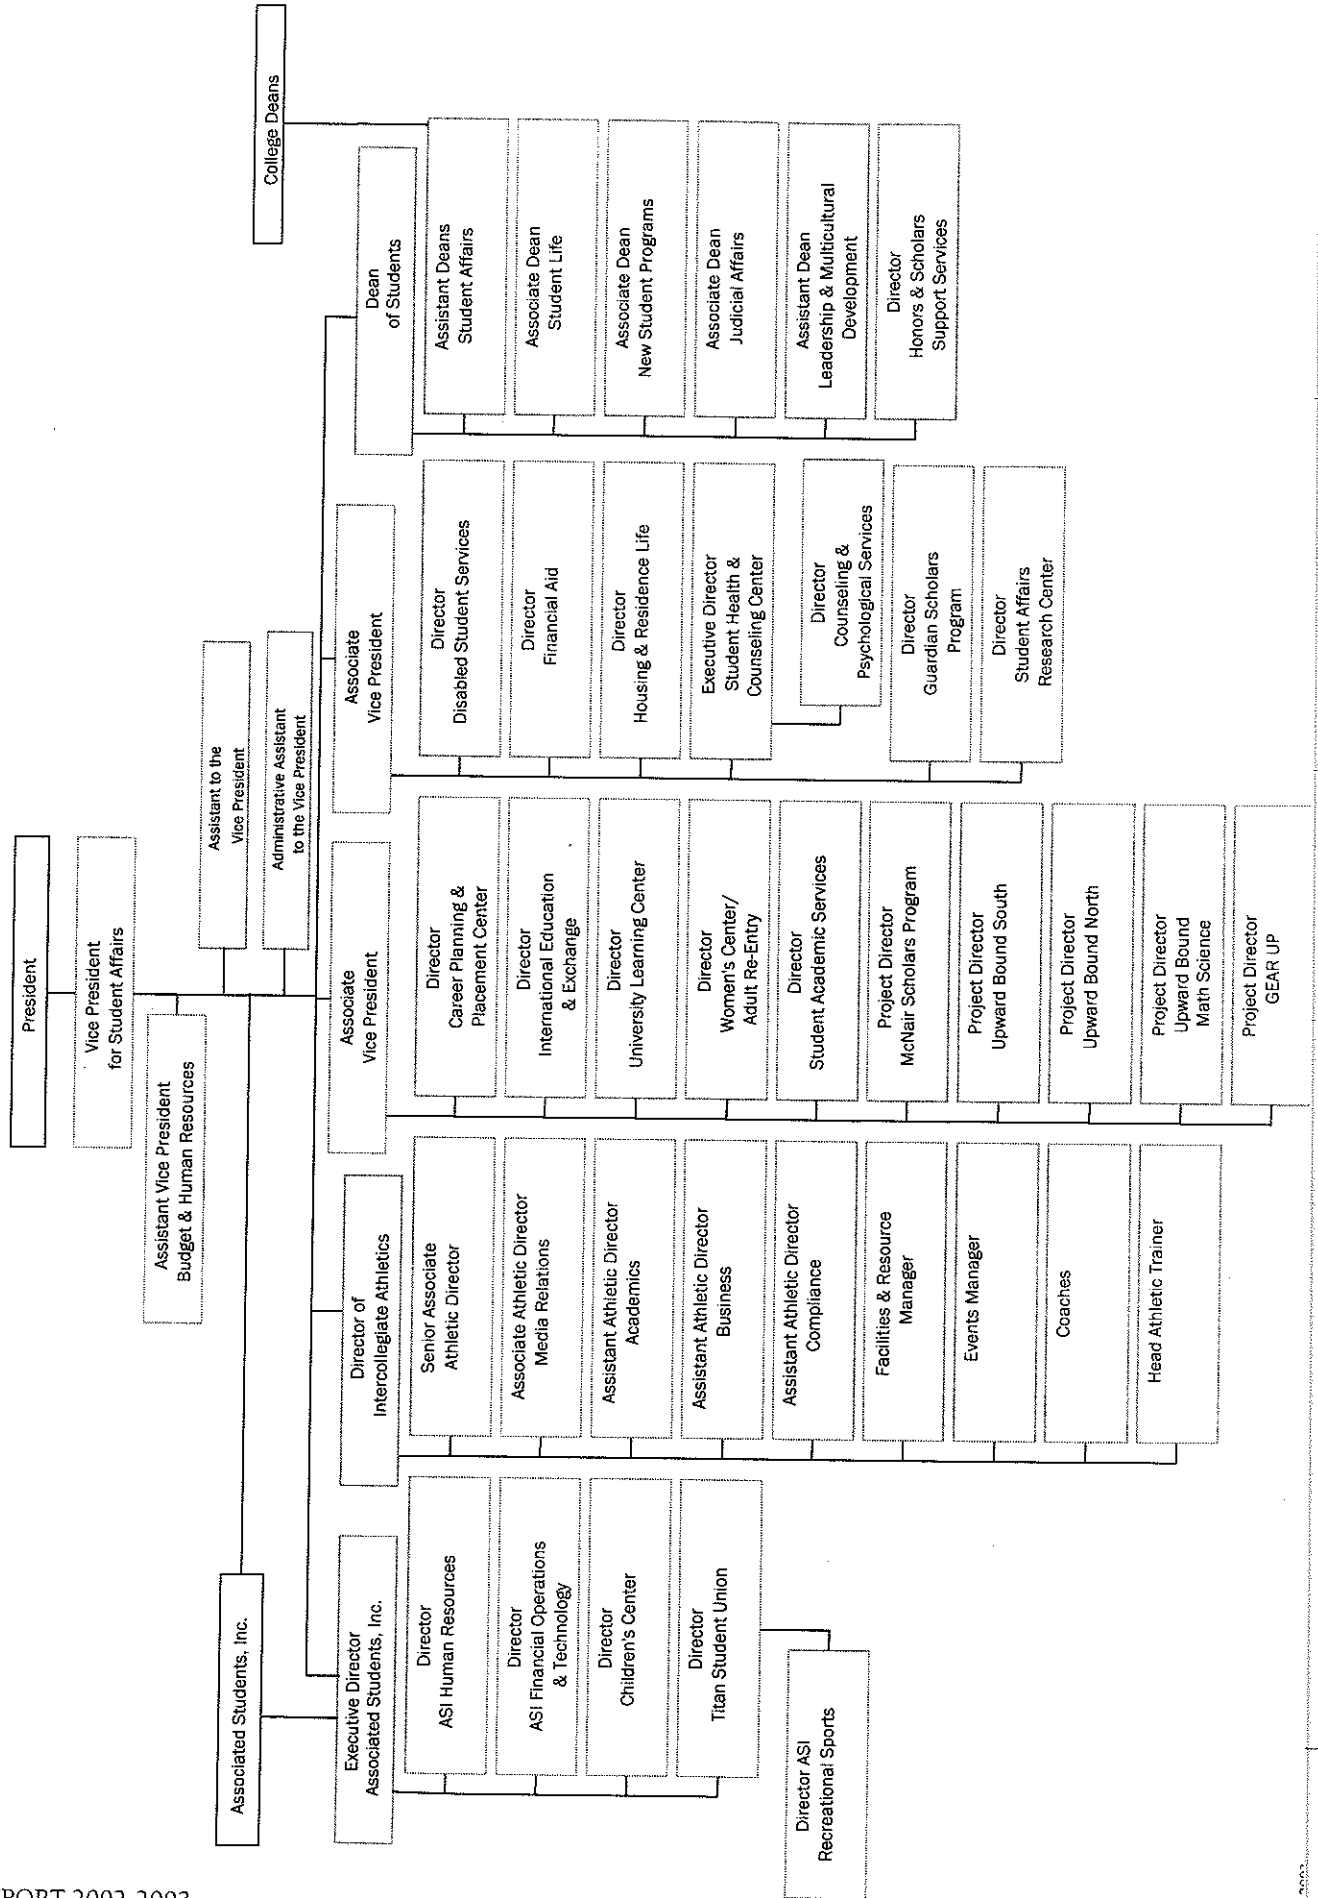 President
Vice President
for Student Affairs
Assistant Vice President
Budget & Human Resources
Assistant to the
Vice President
Administrative Assistant
to the Vice President
Associated Students, Inc.
College Deans
Executive Director
Associated Students, Inc.
Director
ASI Human Resources
Director
ASI Financial Operations
& Technology
Director
Children's Center
Director
Titan Student Union
Director ASI
Recreational Sports
Director of
Intercollegiate Athletics
Senior Associate
Athletic Director
Associate Athletic Director
Media Relations
Assistant Athletic Director
Academics
Assistant Athletic Director
Business
Assistant Athletic Director
Compliance
Facilities & Resource
Manager
Events Manager
Coaches
Head Athletic Trainer
Associate
Vice President
Director
Career Planning &
Placement Center
Director
International Education
& Exchange
Director
University Learning Center
Director
Women's Center/
Adult Re-Entry
Director
Student Academic Services
Project Director
McNair Scholars Program
Project Director
Upward Bound South
Project Director
Upward Bound North
Project Director
Upward Bound
Math Science
Project Director
GEAR UP
Associate
Vice President
Director
Disabled Student Services
Director
Financial Aid
Director
Housing & Residence Life
Executive Director
Student Health &
Counseling Center
Director
Counseling &
Psychological Services
Director
Guardian Scholars
Program
Director
Student Affairs
Research Center
Dean
of Students
Assistant Deans
Student Affairs
Associate Dean
Student Life
Associate Dean
New Student Programs
Associate Dean
Judicial Affairs
Assistant Dean
Leadership & Multicultural
Development
Director
Honors & Scholars
Support Services